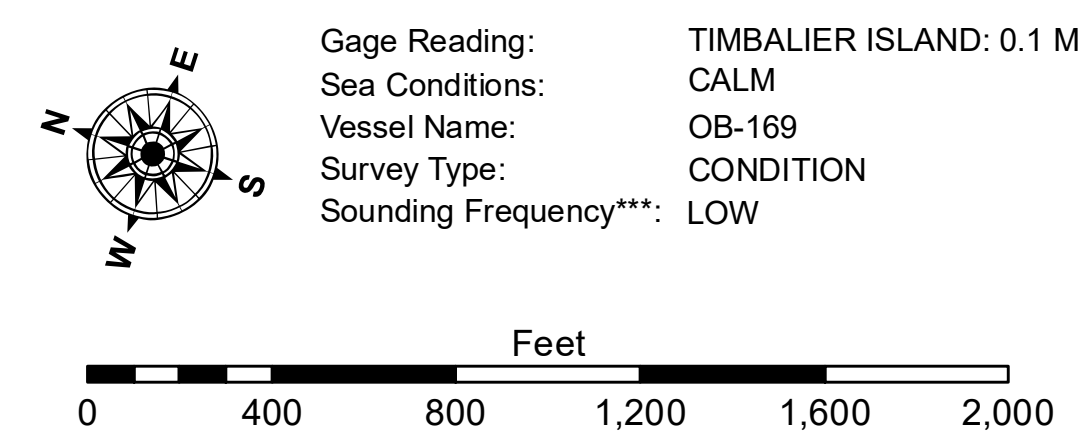 E
N
S
W
Gage Reading: TIMBALIER ISLAND: 0.1 M
Sea Conditions: CALM
Vessel Name: OB-169
Survey Type: CONDITION
Sounding Frequency***: LOW
Feet
0 400 800 1,200 1,600 2,000